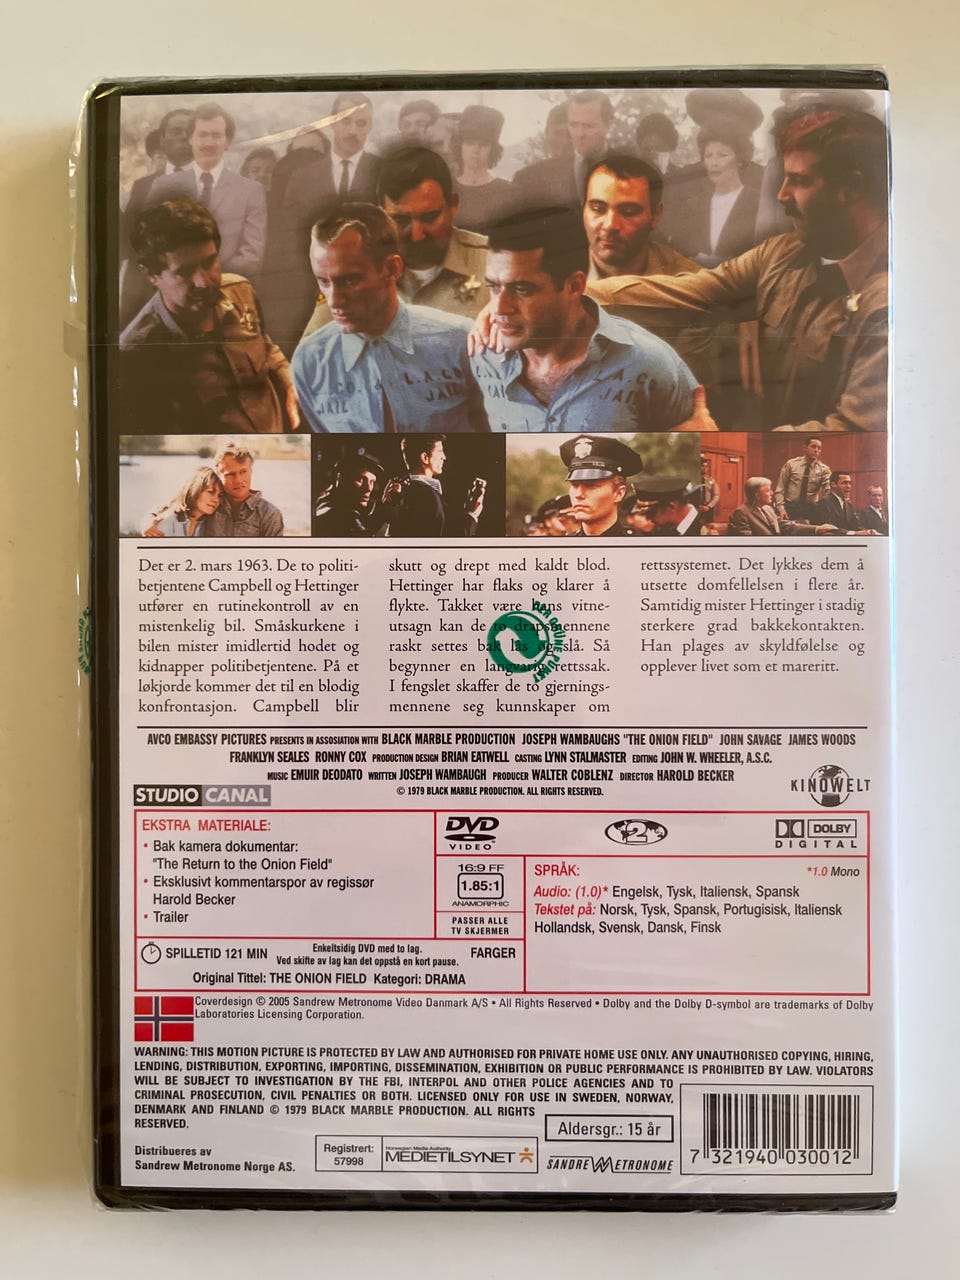 L.A.CO.
JAIL
CO.
JAIL
L.A.CO.
JAIL
Det er 2. mars 1963. De to politi-
betjentene Campbell og Hettinger
utfører en rutinekontroll av en
mistenkelig bil. Småskurkene i
bilen mister imidlertid hodet og
kidnapper politibetjentene. På et
løkjorde kommer det til en blodig
konfrontasjon. Campbell blir
skutt og drept med kaldt blod.
Hettinger har flaks og klarer å
flykte. Takket være hans vitne-
utsagn kan de to drapsmennene
raskt settes bak lås og slå. Så
begynner en langvarig rettssak.
I fengslet skaffer de to gjernings-
mennene seg kunnskaper om
rettssystemet. Det lykkes dem å
utsette domfellelsen i flere år.
Samtidig mister Hettinger i stadig
sterkere grad bakkekontakten.
Han plages av skyldfølelse og
opplever livet som et mareritt.
DER GRÜNE PUNKT
AVCO EMBASSY PICTURES PRESENTS IN ASSOSIATION WITH BLACK MARBLE PRODUCTION JOSEPH WAMBAUGHS "THE ONION FIELD" JOHN SAVAGE JAMES WOODS
FRANKLYN SEALES RONNY COX PRODUCTION DESIGN BRIAN EATWELL CASTING LYNN STALMASTER EDITING JOHN W. WHEELER, A.S.C.
MUSIC EMUIR DEODATO WRITTEN JOSEPH WAMBAUGH PRODUCER WALTER COBLENZ DIRECTOR HAROLD BECKER
© 1979 BLACK MARBLE PRODUCTION. ALL RIGHTS RESERVED.
KINOWELT
STUDIO CANAL
EKSTRA MATERIALE:
• Bak kamera dokumentar:
"The Return to the Onion Field"
• Eksklusivt kommentarspor av regissør
Harold Becker
• Trailer
DVD
VIDEO
2
DOLBY
DIGITAL
16:9 FF
1.85:1
ANAMORPHIC
PASSER ALLE
TV SKJERMER
SPRÅK:
*1.0 Mono
Audio: (1.0)* Engelsk, Tysk, Italiensk, Spansk
Tekstet på: Norsk, Tysk, Spansk, Portugisisk, Italiensk
Hollandsk, Svensk, Dansk, Finsk
SPILLETID 121 MIN
Enkeltsidig DVD med to lag.
Ved skifte av lag kan det oppstå en kort pause.
FARGER
Original Tittel: THE ONION FIELD Kategori: DRAMA
Coverdesign © 2005 Sandrew Metronome Video Danmark A/S • All Rights Reserved • Dolby and the Dolby D-symbol are trademarks of Dolby
Laboratories Licensing Corporation.
WARNING: THIS MOTION PICTURE IS PROTECTED BY LAW AND AUTHORISED FOR PRIVATE HOME USE ONLY. ANY UNAUTHORISED COPYING, HIRING,
LENDING, DISTRIBUTION, EXPORTING, IMPORTING, DISSEMINATION, EXHIBITION OR PUBLIC PERFORMANCE IS PROHIBITED BY LAW. VIOLATORS
WILL BE SUBJECT TO INVESTIGATION BY THE FBI, INTERPOL AND OTHER POLICE AGENCIES AND TO
CRIMINAL PROSECUTION, CIVIL PENALTIES OR BOTH. LICENSED ONLY FOR USE IN SWEDEN, NORWAY,
DENMARK AND FINLAND © 1979 BLACK MARBLE PRODUCTION. ALL RIGHTS
RESERVED.
Aldersgr.: 15 år
Distribueres av
Sandrew Metronome Norge AS.
Registrert:
57998
Norwegian Media Authority
MEDIETILSYNET
SANDREW METRONOME
7 321940 030012